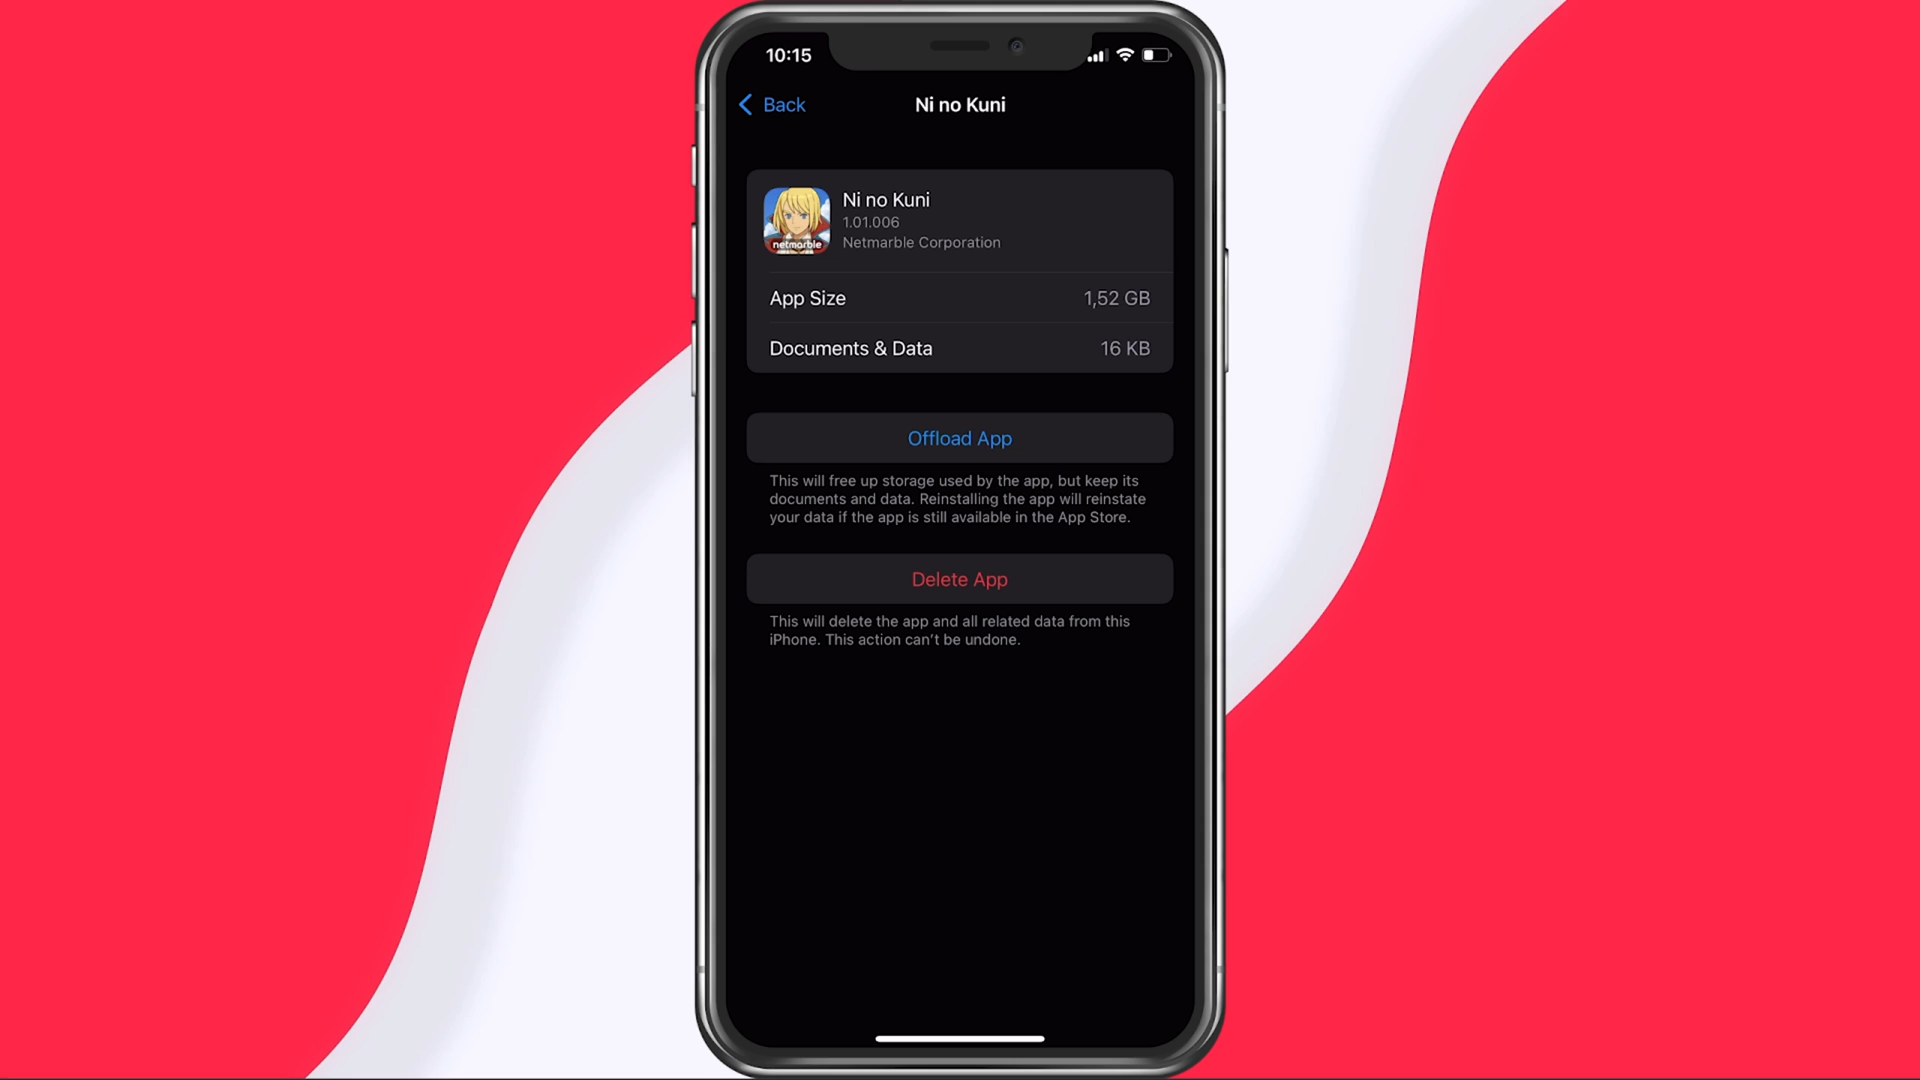 10:15
Back
Ni no Kuni
netmarble
Ni no Kuni
1.01.006
Netmarble Corporation
App Size
1,52 GB
Documents & Data
16 KB
Offload App
This will free up storage used by the app, but keep its
documents and data. Reinstalling the app will reinstate
your data if the app is still available in the App Store.
Delete App
This will delete the app and all related data from this
iPhone. This action can't be undone.